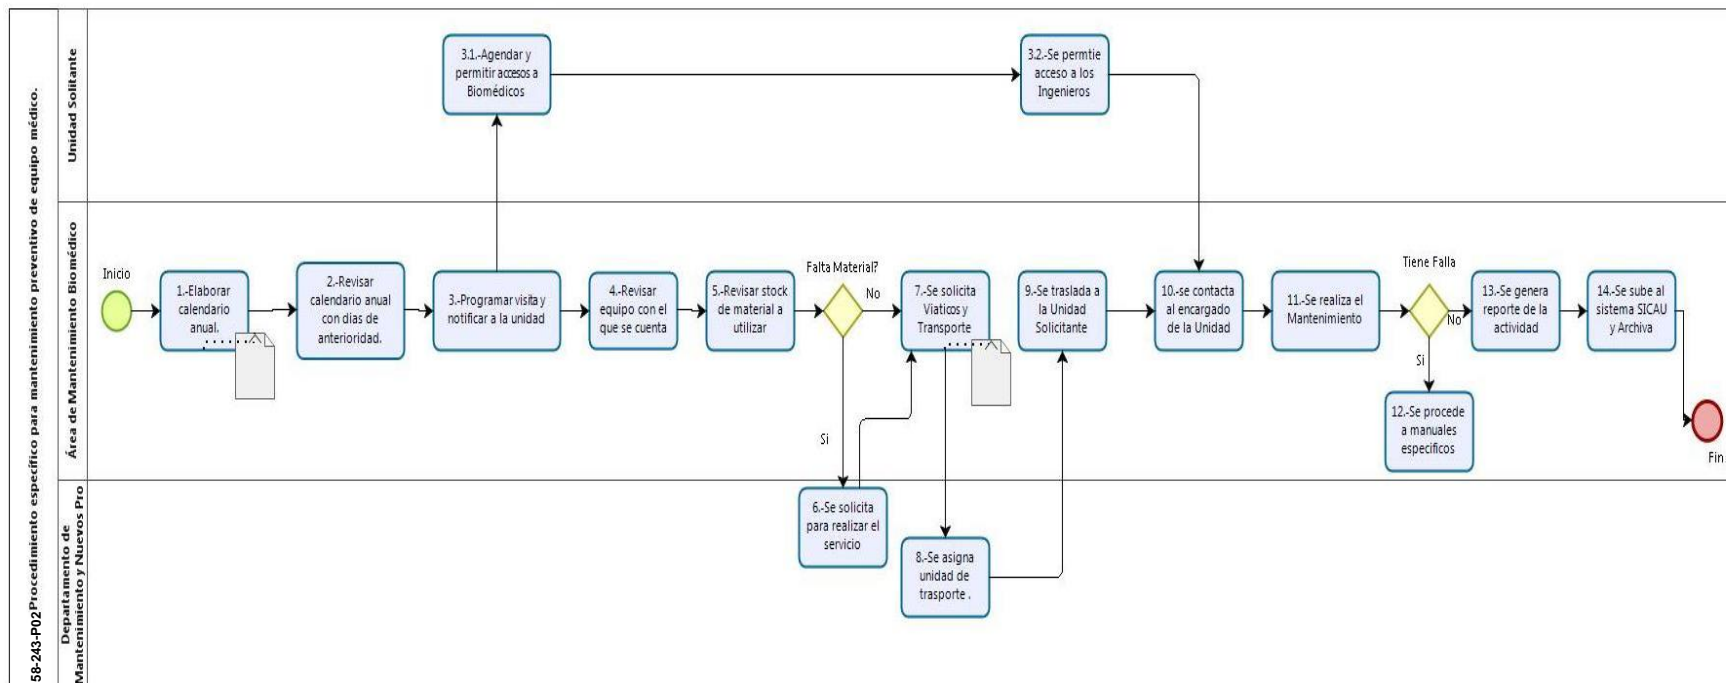 58-243-P02 Procedimiento específico para mantenimiento preventivo de equipo médico.
Unidad Solitante
3.1.-Agendar y
permitir accesos a
Biomédicos
3.2.-Se permtie
acceso a los
Ingenieros
Área de Mantenimiento Biomédico
Inicio
1.-Elaborar
calendario
anual.
2.-Revisar
calendario anual
con dias de
anterioridad.
3.-Programar visita y
notificar a la unidad
4.-Revisar
equipo con el
que se cuenta
5.-Revisar stock
de material a
utilizar
Falta Material?
No
Si
7.-Se solicita
Viaticos y
Transporte
9.-Se traslada a
la Unidad
Solicitante
10.-se contacta
al encargado
de la Unidad
11.-Se realiza el
Mantenimiento
Tiene Falla
No
Si
12.-Se procede
a manuales
especificos
13.-Se genera
reporte de la
actividad
14.-Se sube al
sistema SICAU
y Archiva
Fin
Departamento de
Mantenimiento y Nuevos Pro
6.-Se solicita
para realizar el
servicio
8.-Se asigna
unidad de
trasporte .